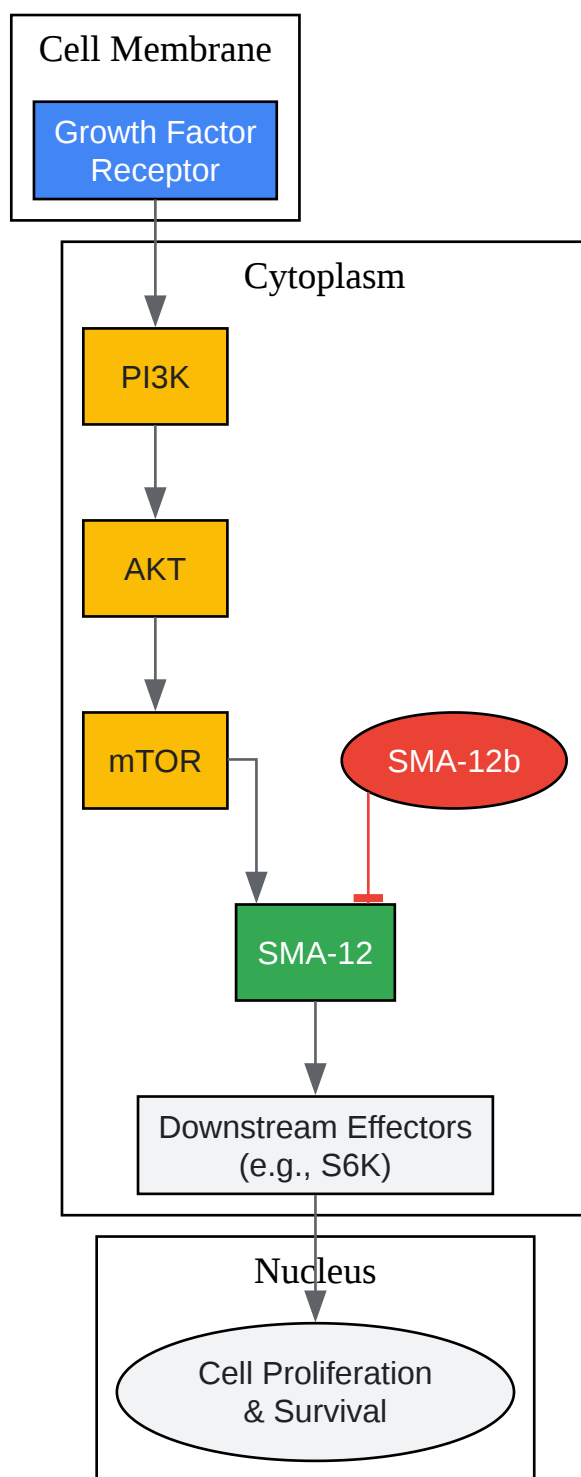 Cell Membrane
Growth Factor
Receptor
Cytoplasm
PI3K
AKT
mTOR
SMA-12b
SMA-12
Downstream Effectors
(e.g., S6K)
Nucleus
Cell Proliferation
& Survival